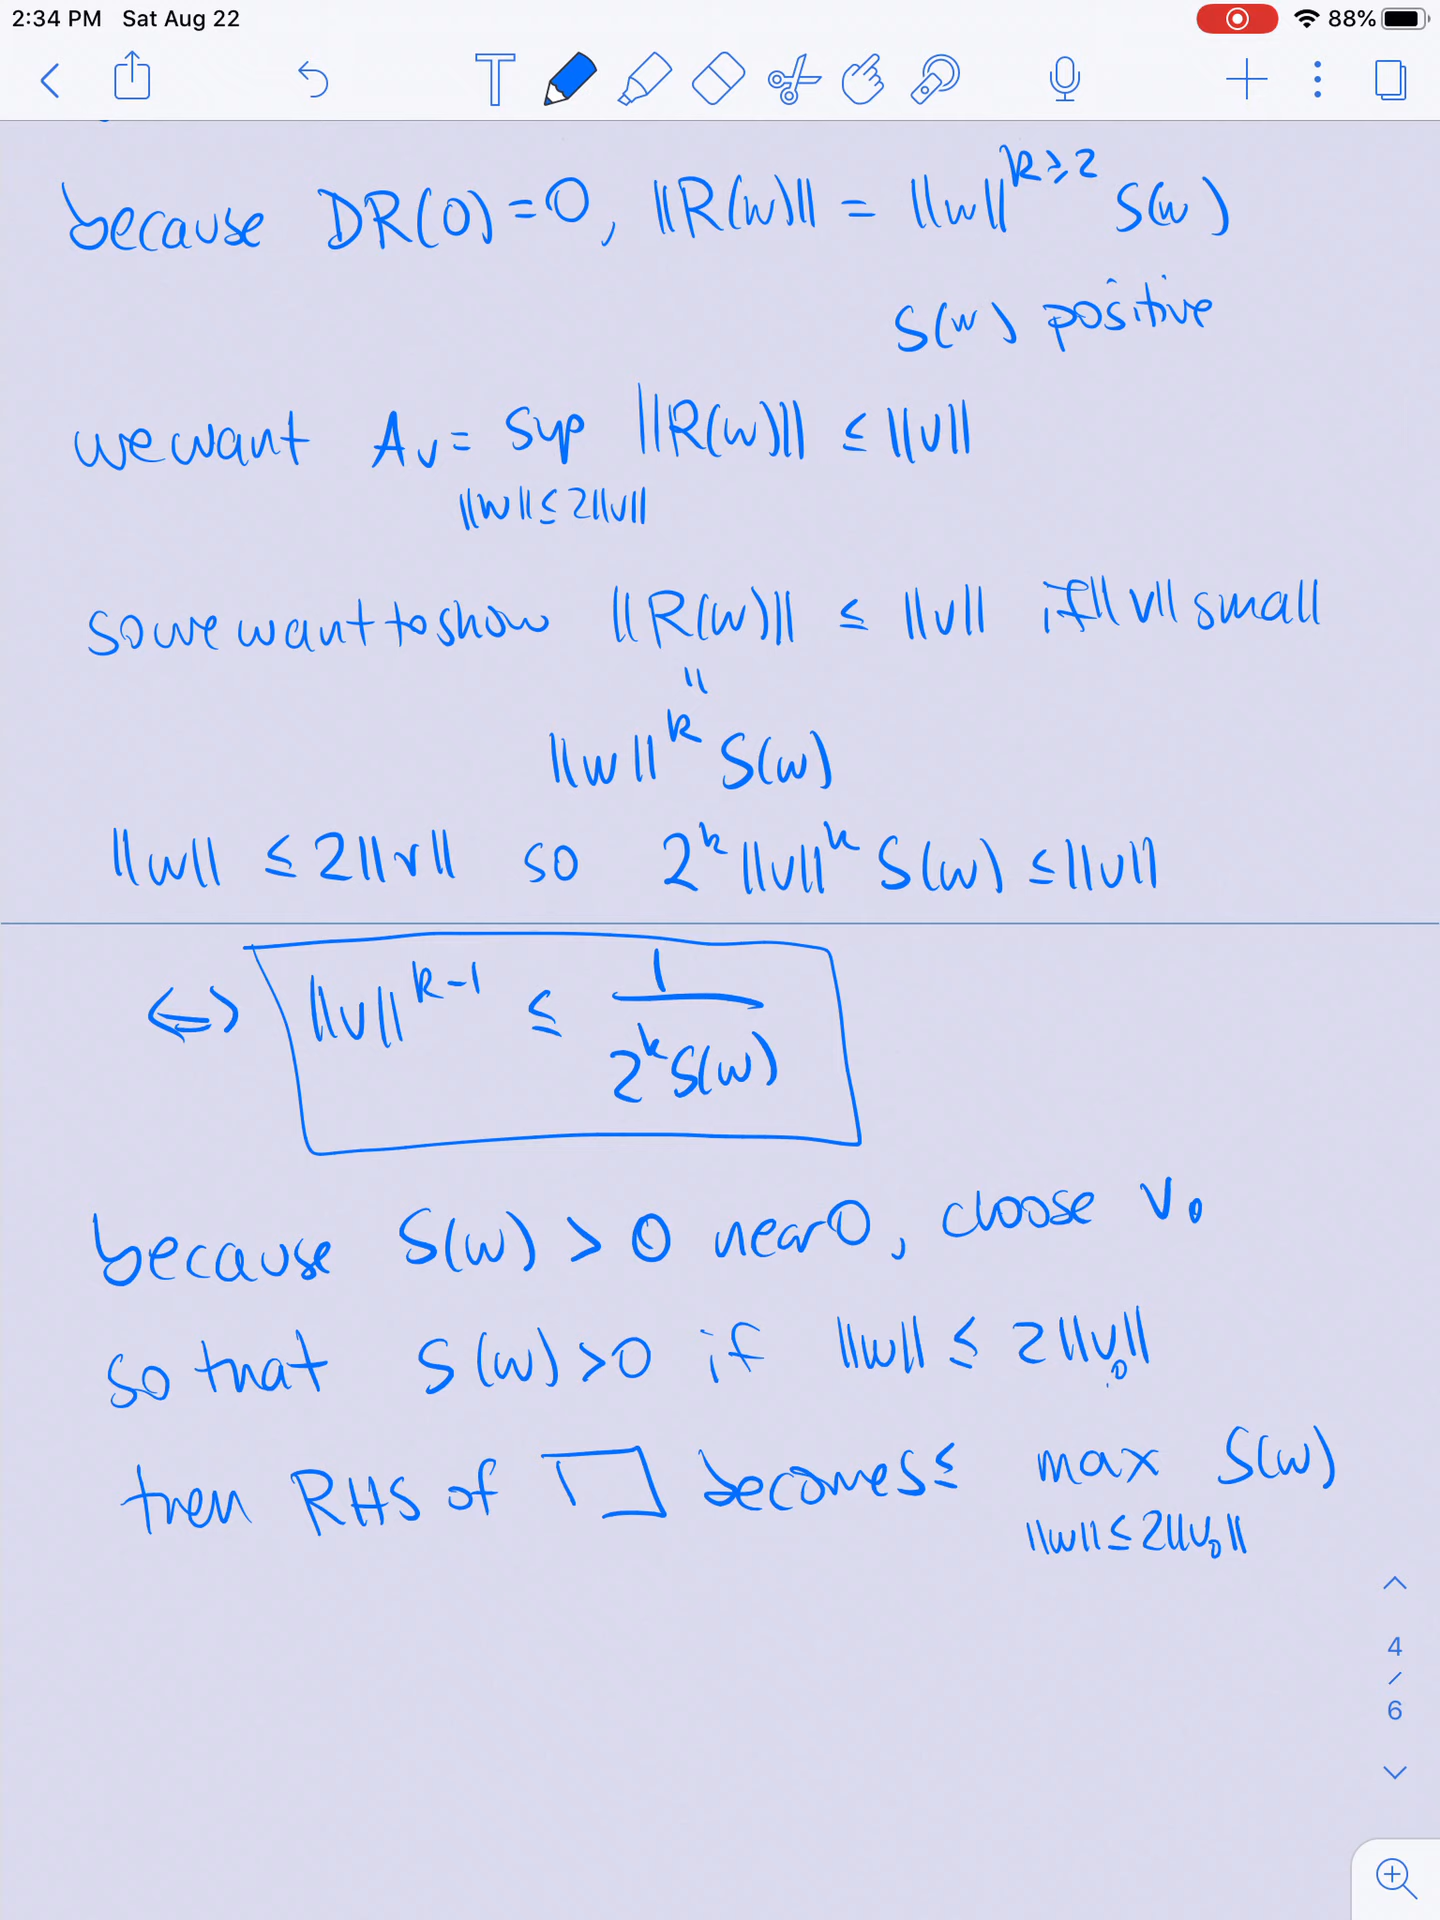 2:34 PM Sat Aug 22 88%
T
because DR(0)=0, ||R(w)|| = ||w||^{k≥2} S(w)
S(w) positive
we want A_v = sup ||R(w)|| ≤ ||v||
||w|| ≤ 2||v||
so we want to show ||R(w)|| ≤ ||v|| if ||v|| small
=
||w||^k S(w)
||w|| ≤ 2||v|| so 2^k ||v||^k S(w) ≤ ||v||
<=> ||v||^{k-1} ≤ 1 / 2^k S(w)
because S(w) > 0 near 0, choose v_0
so that S(w) > 0 if ||w|| ≤ 2||v_0||
then RHS of □ becomes ≤ max S(w)
||w|| ≤ 2||v_0||
4
/
6